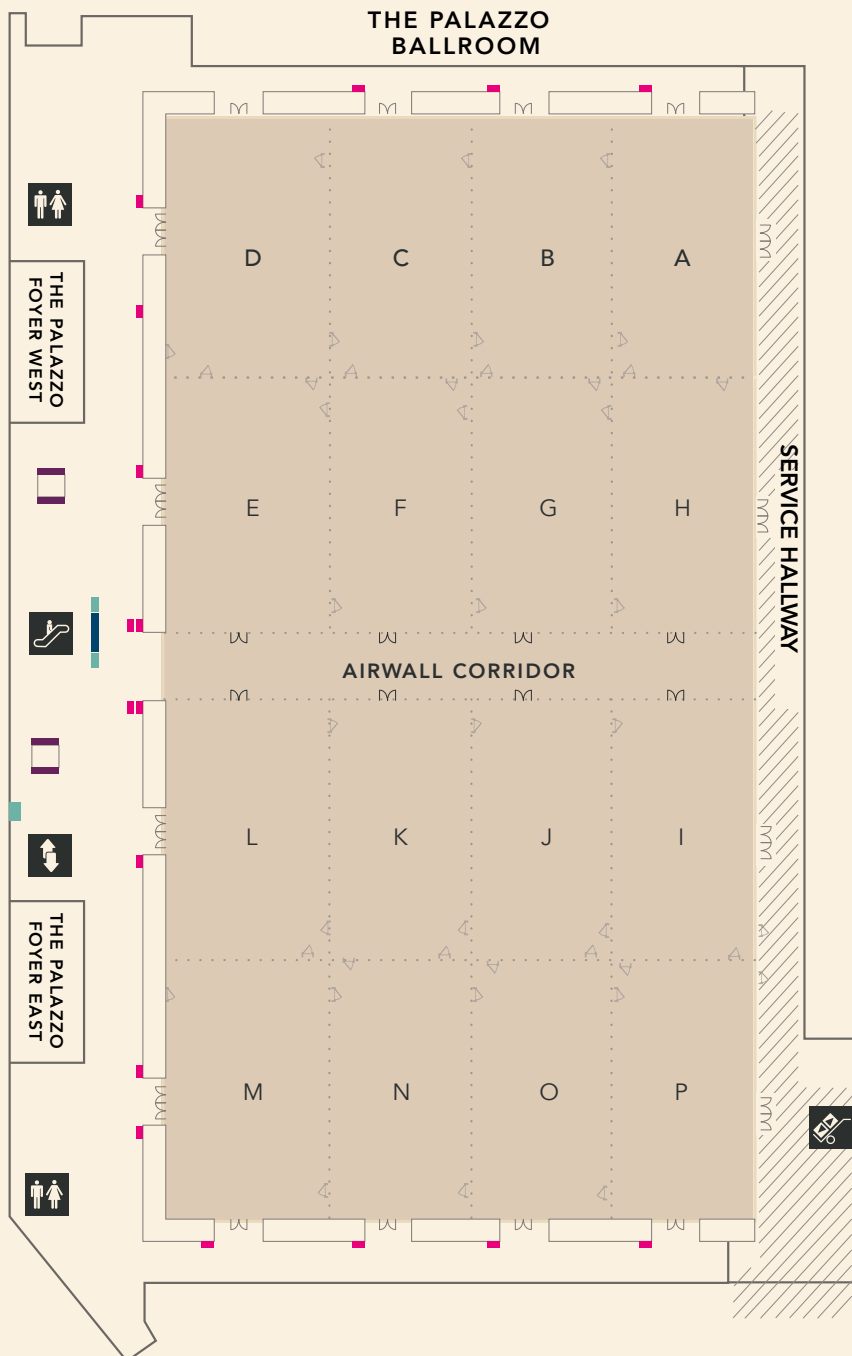 THE PALAZZO
BALLROOM
D C B A
THE PALAZZO
FOYER WEST
E F G H
SERVICE HALLWAY
AIRWALL CORRIDOR
L K J I
THE PALAZZO
FOYER EAST
M N O P